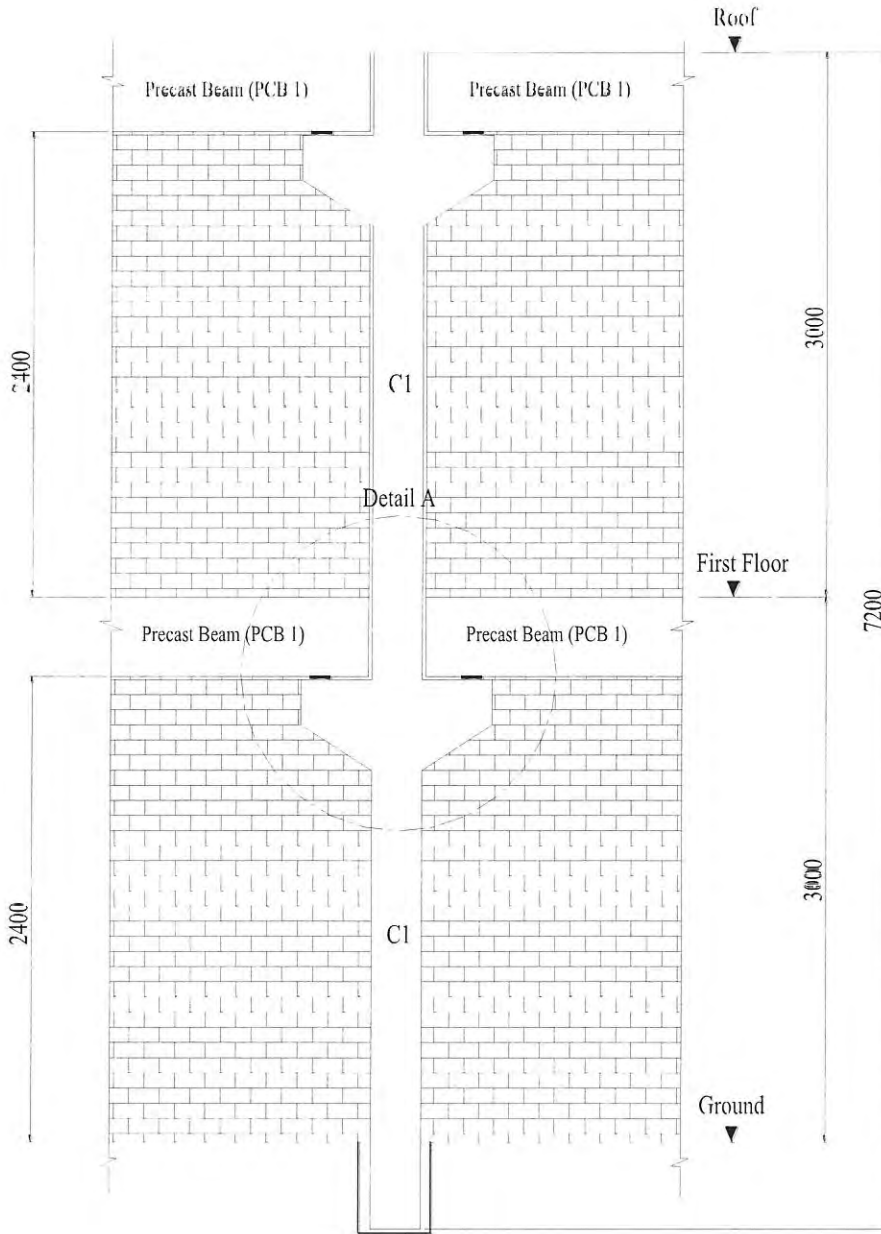 Roof
Precast Beam (PCB 1)
Precast Beam (PCB 1)
2400
3000
C1
Detail A
First Floor
7200
Precast Beam (PCB 1)
Precast Beam (PCB 1)
2400
3000
C1
Ground